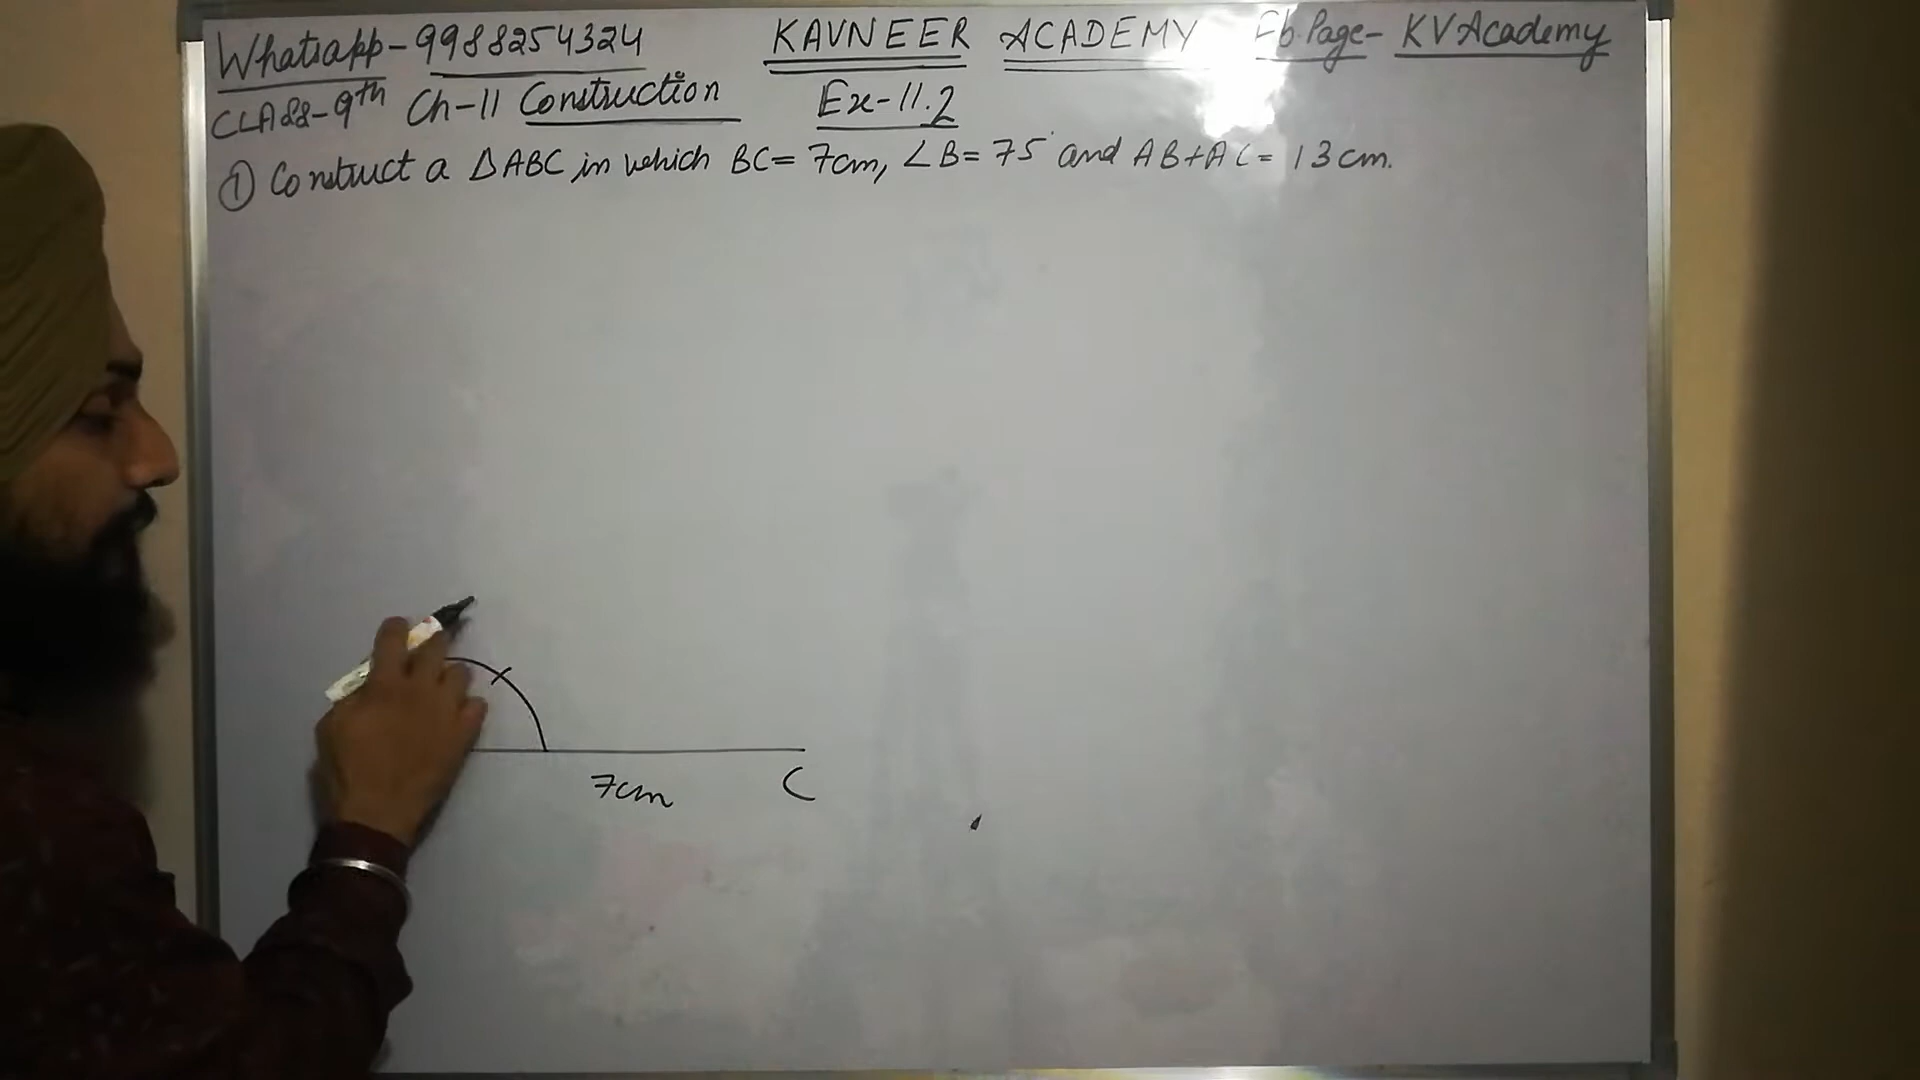 Whatsapp-9988254324 KAVNEER ACADEMY Fb.Page- KVAcademy
CLASS-9th Ch-11 Construction Ex-11.2
① Construct a ΔABC in which BC= 7cm, ∠B= 75° and AB+AC= 13cm.
7cm C